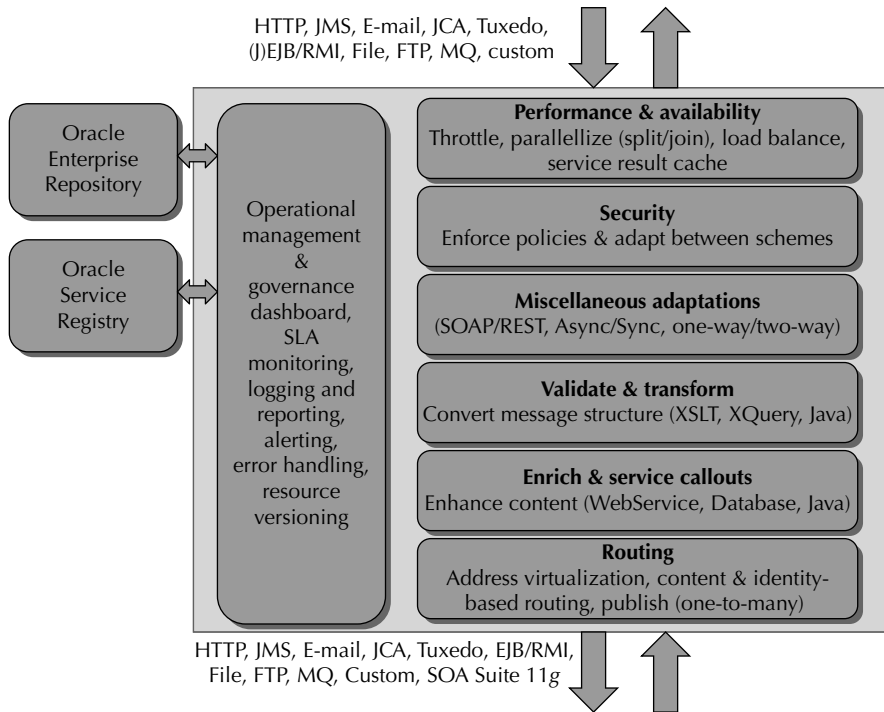 HTTP, JMS, E-mail, JCA, Tuxedo,
(J)EJB/RMI, File, FTP, MQ, custom
Oracle
Enterprise
Repository
Oracle
Service
Registry
Operational
management
&
governance
dashboard,
SLA
monitoring,
logging and
reporting,
alerting,
error handling,
resource
versioning
Performance & availability
Throttle, parallellize (split/join), load balance,
service result cache
Security
Enforce policies & adapt between schemes
Miscellaneous adaptations
(SOAP/REST, Async/Sync, one-way/two-way)
Validate & transform
Convert message structure (XSLT, XQuery, Java)
Enrich & service callouts
Enhance content (WebService, Database, Java)
Routing
Address virtualization, content & identity-
based routing, publish (one-to-many)
HTTP, JMS, E-mail, JCA, Tuxedo, EJB/RMI,
File, FTP, MQ, Custom, SOA Suite 11g